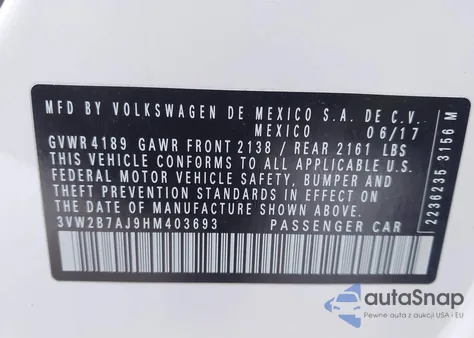 MFD BY VOLKSWAGEN DE MEXICO S.A. DE C.V.
MEXICO 06/17
GVWR 4189 GAWR FRONT 2138 / REAR 2161 LBS
THIS VEHICLE CONFORMS TO ALL APPLICABLE U.S.
FEDERAL MOTOR VEHICLE SAFETY, BUMPER AND
THEFT PREVENTION STANDARDS IN EFFECT ON
THE DATE OF MANUFACTURE SHOWN ABOVE
3VW2B7AJ9HM403693 PASSENGER CAR
2236235 3156 M
autoSnap
Pewne auta z aukcji USA i EU